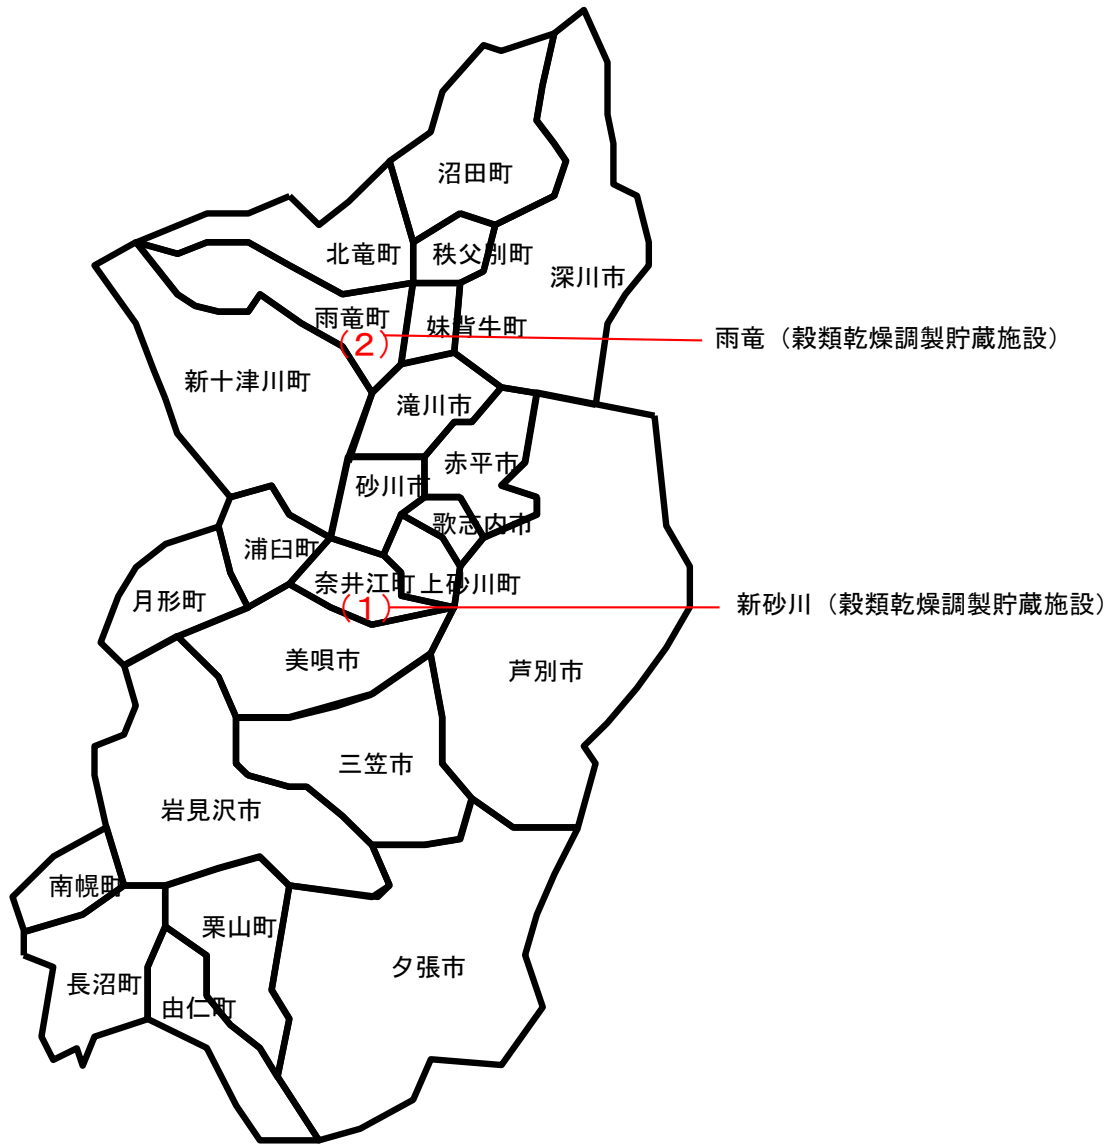 沼田町
北竜町
秩父別町
深川市
雨竜町
妹背牛町
(2)
雨竜（穀類乾燥調製貯蔵施設）
新十津川町
滝川市
赤平市
砂川市
歌志内市
浦臼町
奈井江町
上砂川町
月形町
(1)
新砂川（穀類乾燥調製貯蔵施設）
美唄市
芦別市
三笠市
岩見沢市
南幌町
栗山町
夕張市
長沼町
由仁町